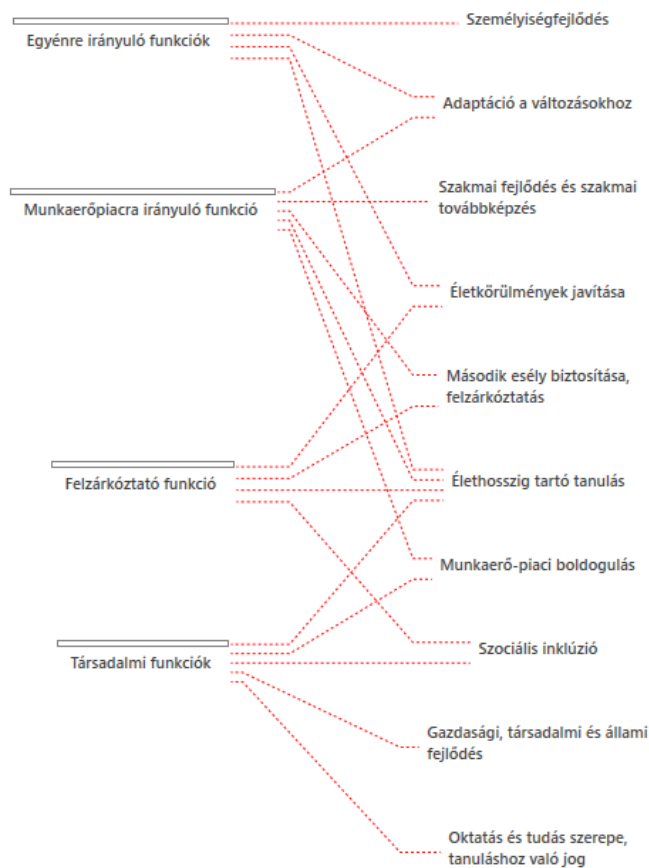 Személyiségfejlődés
Egyénre irányuló funkciók
Adaptáció a változásokhoz
Szakmai fejlődés és szakmai
továbbképzés
Munkaerőpiacra irányuló funkció
Életkőrülmények javítása
Második esély biztosítása,
felzárkóztatás
Felzárkóztató funkció
Élethosszig tartó tanulás
Munkaerő-piaci boldogulás
Szociális inklúzió
Társadalmi funkciók
Gazdasági, társadalmi és állami
fejlődés
Oktatás és tudás szerepe,
tanuláshoz való jog